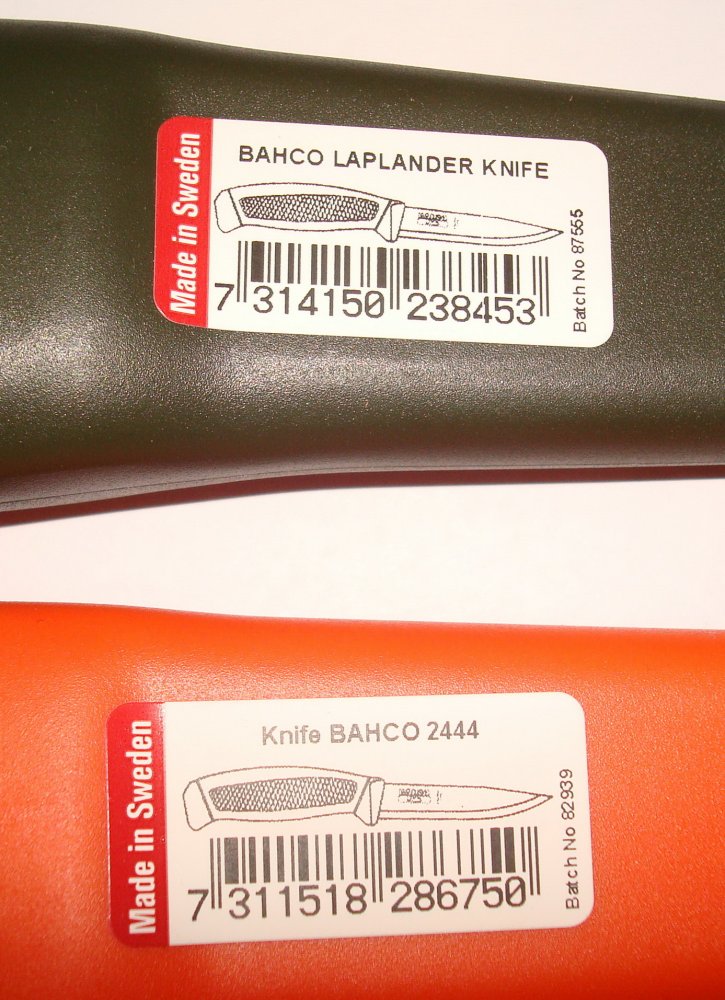 Made in Sweden
BAHCO LAPLANDER KNIFE
7 314150 238453
Batch No 87555
Made in Sweden
Knife BAHCO 2444
7 311518 286750
Batch No 82939